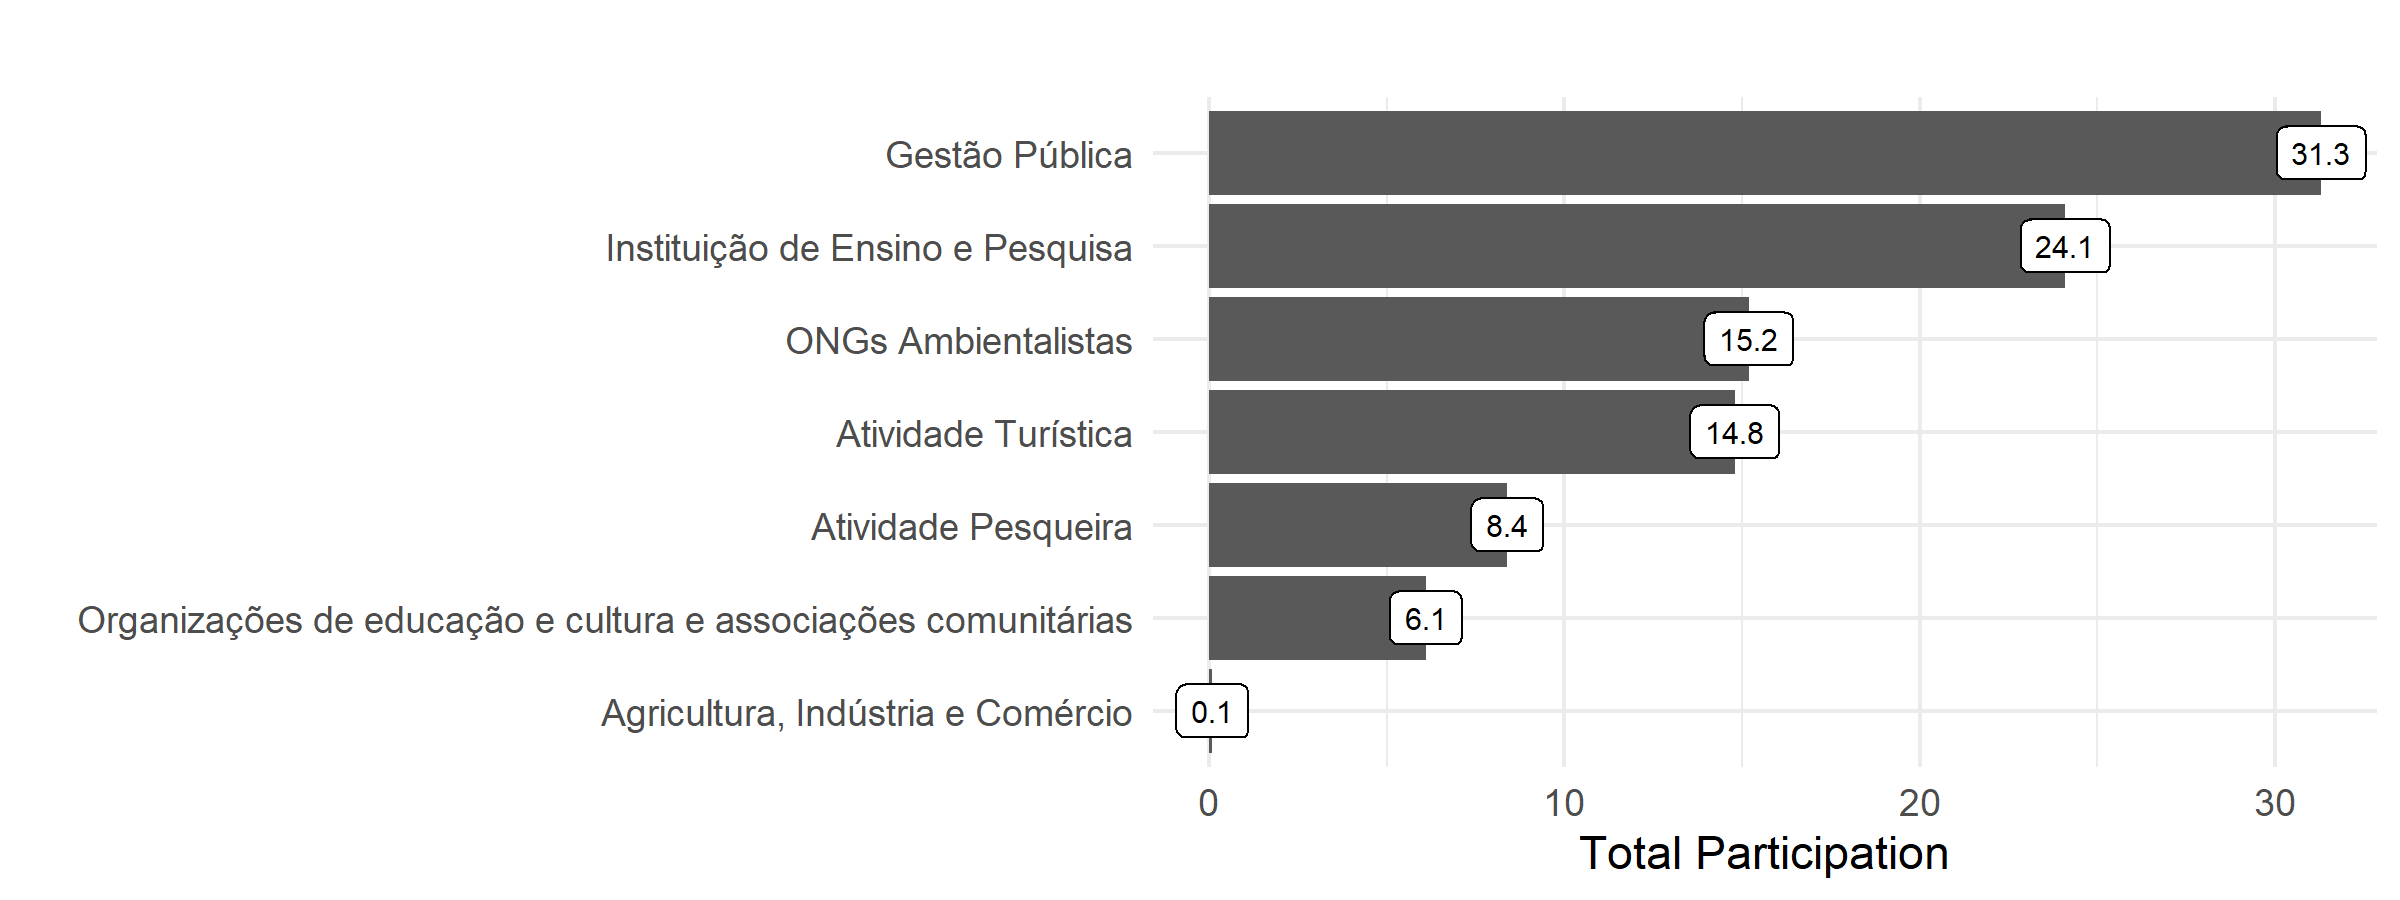 Gestão Pública
31.3
Instituição de Ensino e Pesquisa
24.1
ONGs Ambientalistas
15.2
Atividade Turística
14.8
Atividade Pesqueira
8.4
Organizações de educação e cultura e associações comunitárias
6.1
Agricultura, Indústria e Comércio
0.1
0 10 20 30
Total Participation